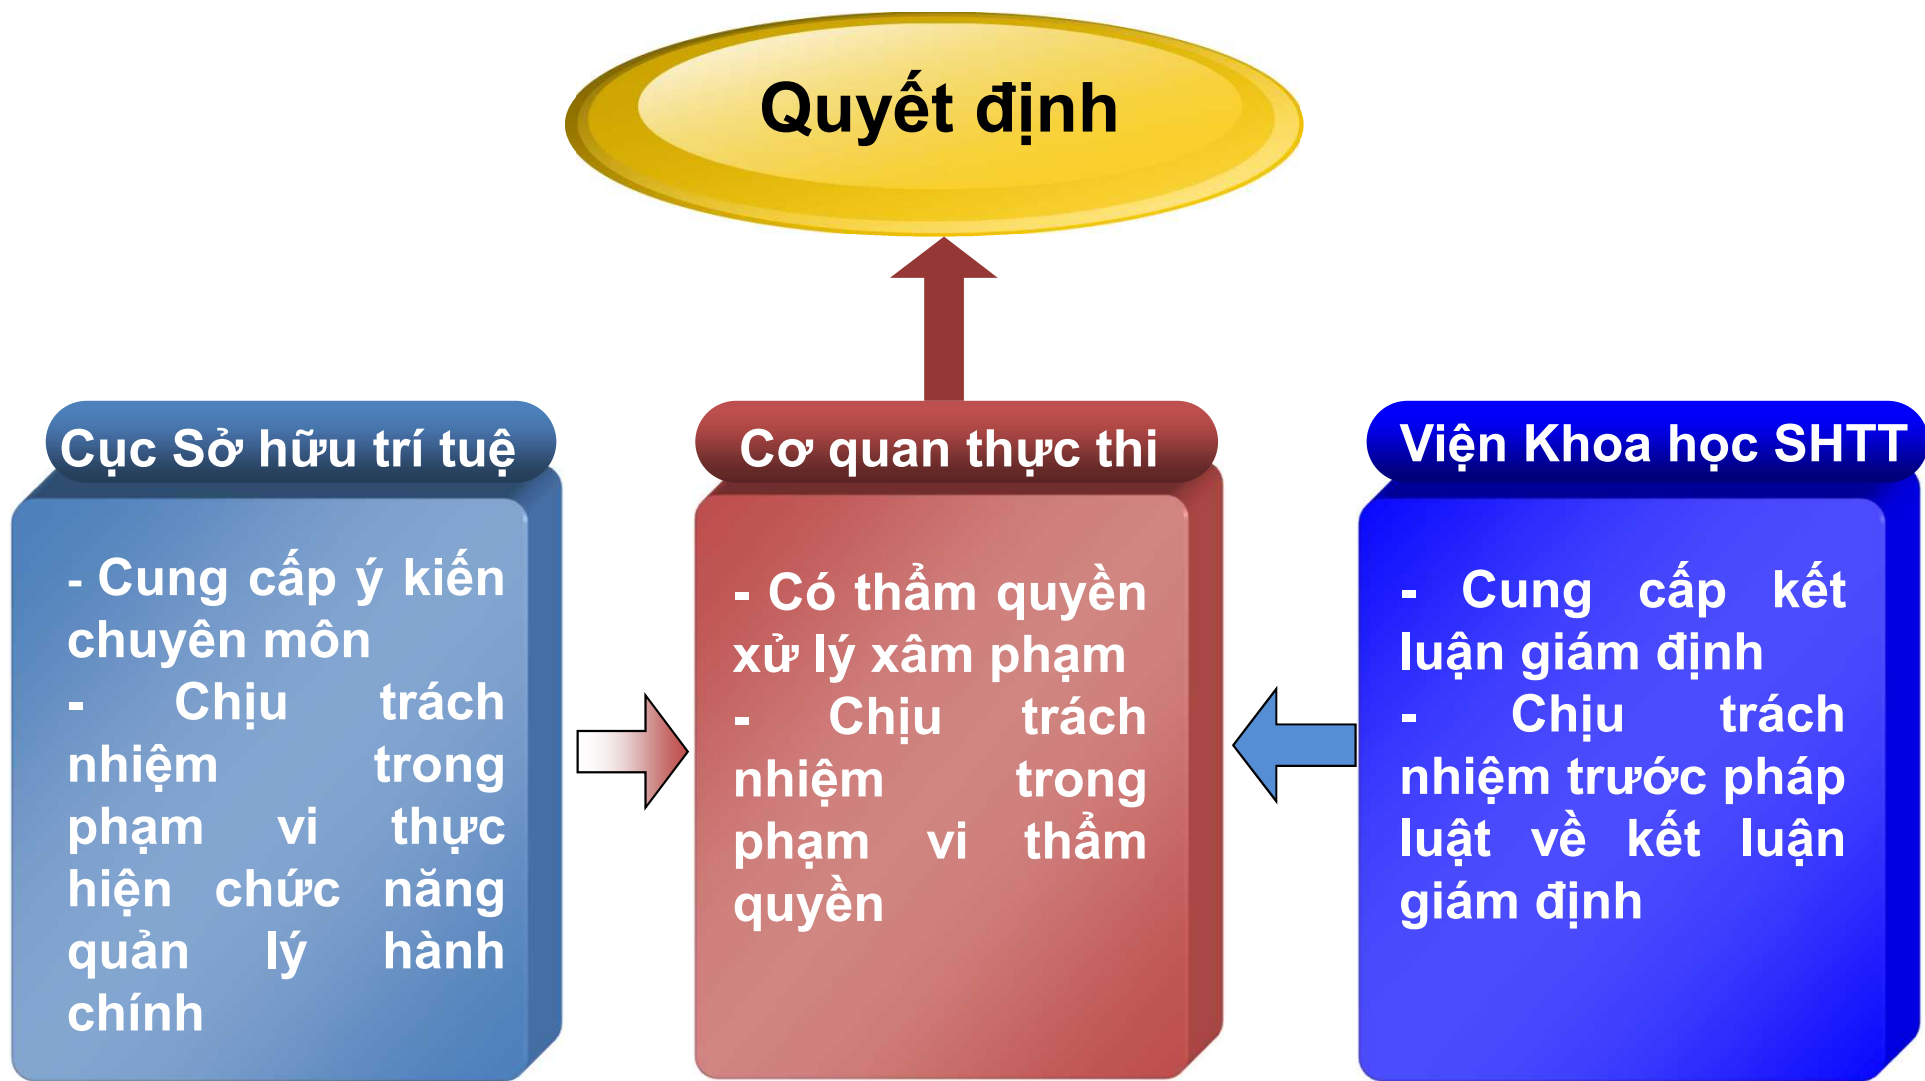 Quyết định
Cục Sở hữu trí tuệ
- Cung cấp ý kiến
chuyên môn
- Chịu trách
nhiệm trong
phạm vi thực
hiện chức năng
quản lý hành
chính
Cơ quan thực thi
- Có thẩm quyền
xử lý xâm phạm
- Chịu trách
nhiệm trong
phạm vi thẩm
quyền
Viện Khoa học SHTT
- Cung cấp kết
luận giám định
- Chịu trách
nhiệm trước pháp
luật về kết luận
giám định